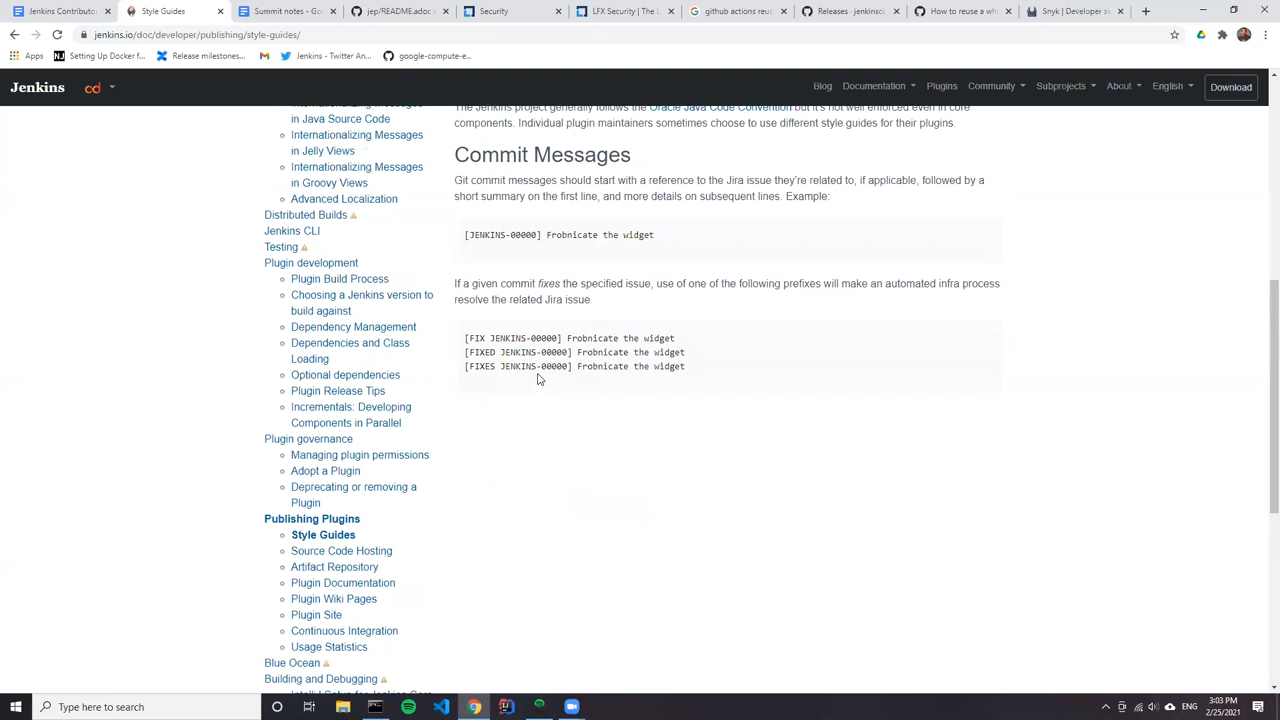 Jenkins Contributor
Style Guides
Summit notes - Go
jep/README.adoc
Security
LFX Security | The L
github actions reus
Releases · jenkinsci
How to reuse a wh
Snyk | Developer se
jenkins.io/doc/developer/publishing/style-guides/
Apps
Setting Up Docker f...
Release milestones...
Jenkins - Twitter An...
google-compute-e...
Jenkins
cd
Blog
Documentation
Plugins
Community
Subprojects
About
English
Download
Internationalizing Messages
in Java Source Code
Internationalizing Messages
in Jelly Views
Internationalizing Messages
in Groovy Views
Advanced Localization
Distributed Builds
Jenkins CLI
Testing
Plugin development
Plugin Build Process
Choosing a Jenkins version to
build against
Dependency Management
Dependencies and Class
Loading
Optional dependencies
Plugin Release Tips
Incrementals: Developing
Components in Parallel
Plugin governance
Managing plugin permissions
Adopt a Plugin
Deprecating or removing a
Plugin
Publishing Plugins
Style Guides
Source Code Hosting
Artifact Repository
Plugin Documentation
Plugin Wiki Pages
Plugin Site
Continuous Integration
Usage Statistics
Blue Ocean
Building and Debugging
IntelliJ Setup for Jenkins Core
The Jenkins project generally follows the Oracle Java Code Convention but it's not well enforced even in core
components. Individual plugin maintainers sometimes choose to use different style guides for their plugins.
Commit Messages
Git commit messages should start with a reference to the Jira issue they're related to, if applicable, followed by a
short summary on the first line, and more details on subsequent lines. Example:
[JENKINS-00000] Frobnicate the widget
If a given commit fixes the specified issue, use of one of the following prefixes will make an automated infra process
resolve the related Jira issue.
[FIX JENKINS-00000] Frobnicate the widget
[FIXED JENKINS-00000] Frobnicate the widget
[FIXES JENKINS-00000] Frobnicate the widget
Type here to search
ENG
3:03 PM
2/25/2021